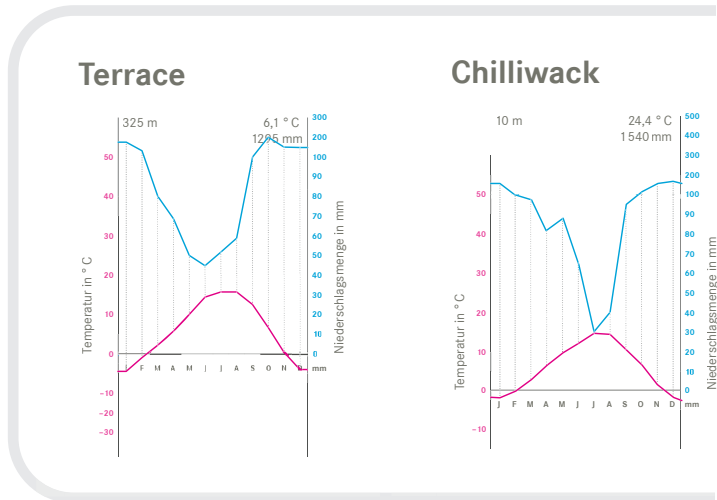 Terrace
325 m
6,1 ° C
1295 mm
Temperatur in ° C
50
40
30
20
10
0
-10
-20
-30
300
200
100
90
80
70
60
50
40
30
20
10
0
mm
Niederschlagsmenge in mm
J F M A M J J A S O N D
Chilliwack
10 m
24,4 ° C
1540 mm
Temperatur in ° C
50
40
30
20
10
0
-10
500
400
300
200
100
90
80
70
60
50
40
30
20
10
0
mm
Niederschlagsmenge in mm
J F M A M J J A S O N D